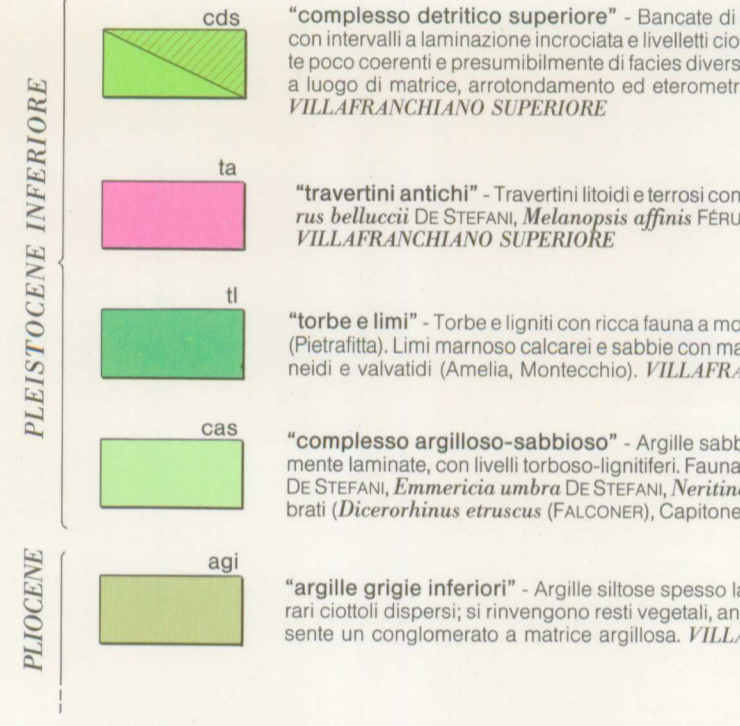 PLEISTOCENE INFERIORE
cds
"complesso detritico superiore" - Bancate di
con intervalli a laminazione incrociata e livelletti cio
te poco coerenti e presumibilmente di facies divers
a luogo di matrice, arrotondamento ed eterometr
VILLAFRANCHIANO SUPERIORE
ta
"travertini antichi" - Travertini litoidi e terrosi con
rus belluccii DE STEFANI, Melanopsis affinis FÉRU
VILLAFRANCHIANO SUPERIORE
tl
"torbe e limi" - Torbe e ligniti con ricca fauna a mo
(Pietrafitta). Limi marnoso calcarei e sabbie con ma
neidi e valvatidi (Amelia, Montecchio). VILLAFRA
cas
"complesso argilloso-sabbioso" - Argille sabb
mente laminate, con livelli torboso-lignitiferi. Fauna
DE STEFANI, Emmericia umbra DE STEFANI, Neritina
brati (Dicerorhinus etruscus (FALCONER), Capitone
PLIOCENE
agi
"argille grigie inferiori" - Argille siltose spesso la
rari ciottoli dispersi; si rinvengono resti vegetali, an
sente un conglomerato a matrice argillosa. VILLA